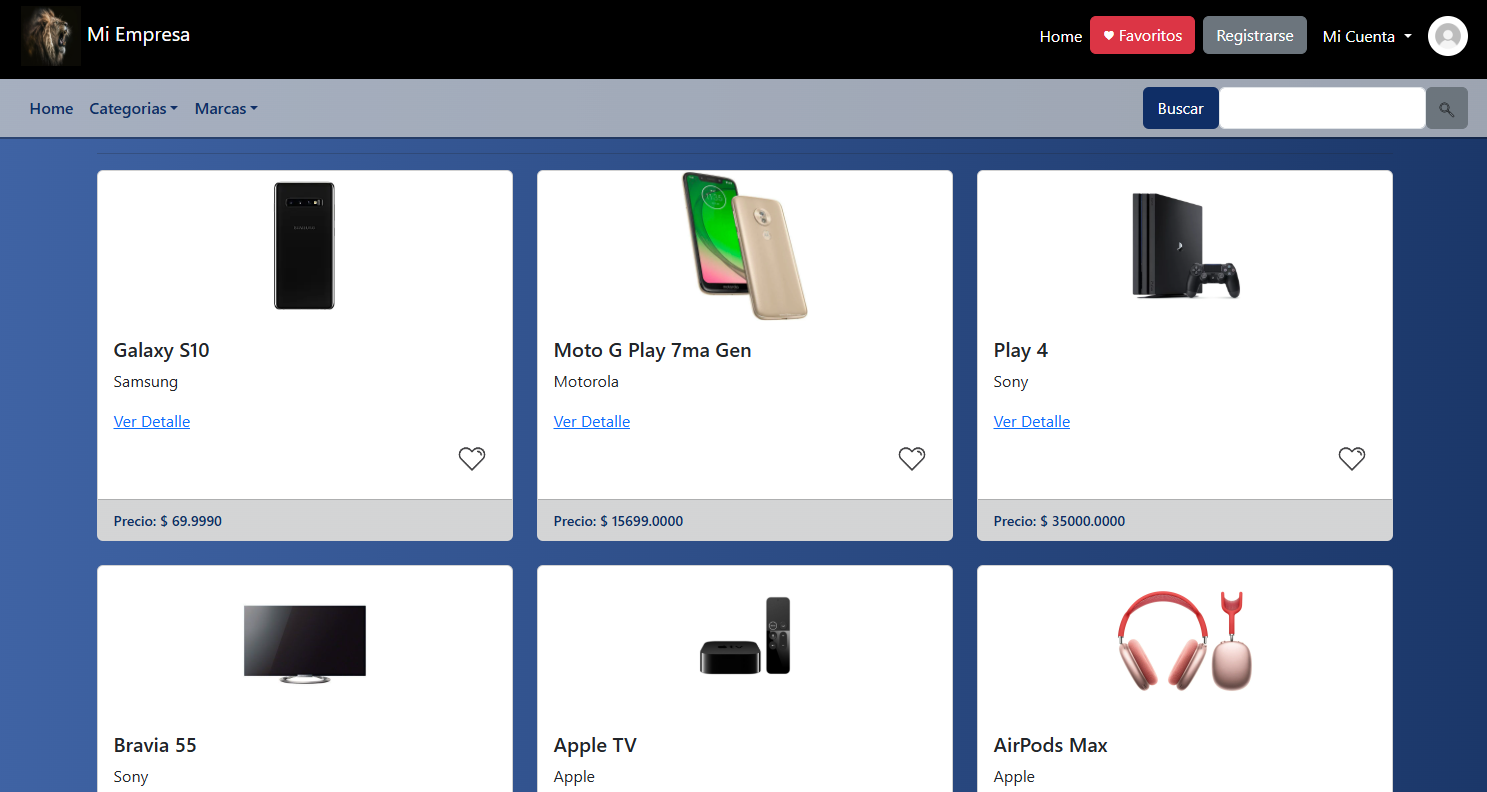 Mi Empresa
Home Favoritos Registrarse Mi Cuenta
Home Categorias Marcas Buscar
Galaxy S10
Samsung
Ver Detalle
Precio: $ 69.9990
Moto G Play 7ma Gen
Motorola
Ver Detalle
Precio: $ 15699.0000
Play 4
Sony
Ver Detalle
Precio: $ 35000.0000
Bravia 55
Sony
Apple TV
Apple
AirPods Max
Apple